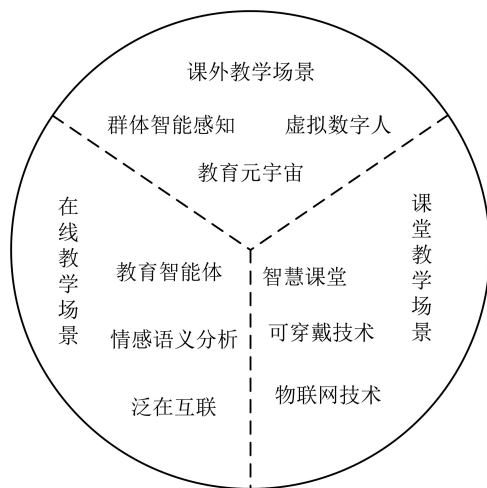 课外教学场景
群体智能感知
虚拟数字人
教育元宇宙
在线教学场景
教育智能体
情感语义分析
泛在互联
智慧课堂
可穿戴技术
物联网技术
课堂教学场景